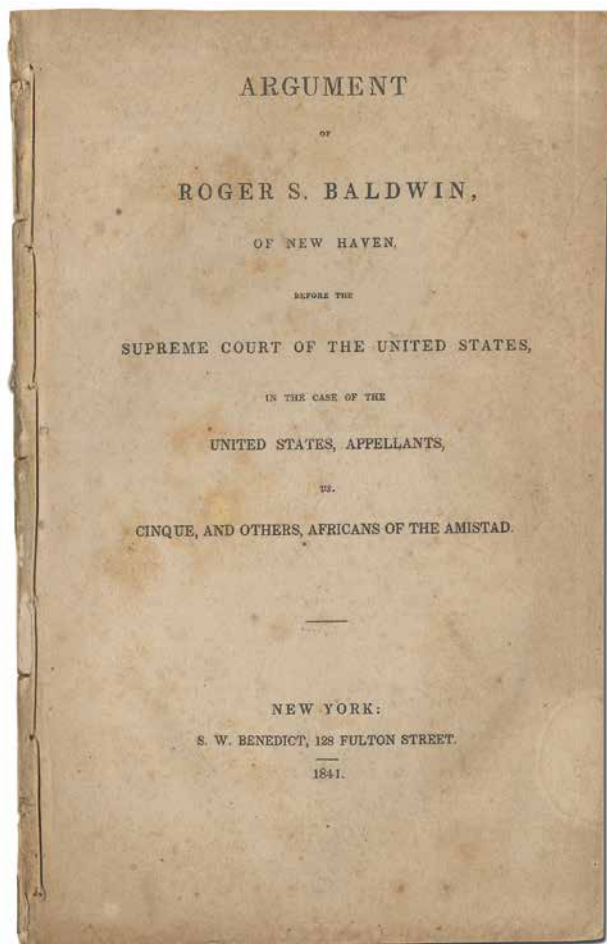 ARGUMENT
OF
ROGER S. BALDWIN,
OF NEW HAVEN,
BEFORE THE
SUPREME COURT OF THE UNITED STATES,
IN THE CASE OF THE
UNITED STATES, APPELLANTS,
vs.
CINQUE, AND OTHERS, AFRICANS OF THE AMISTAD.
NEW YORK:
S. W. BENEDICT, 128 FULTON STREET.
1841.